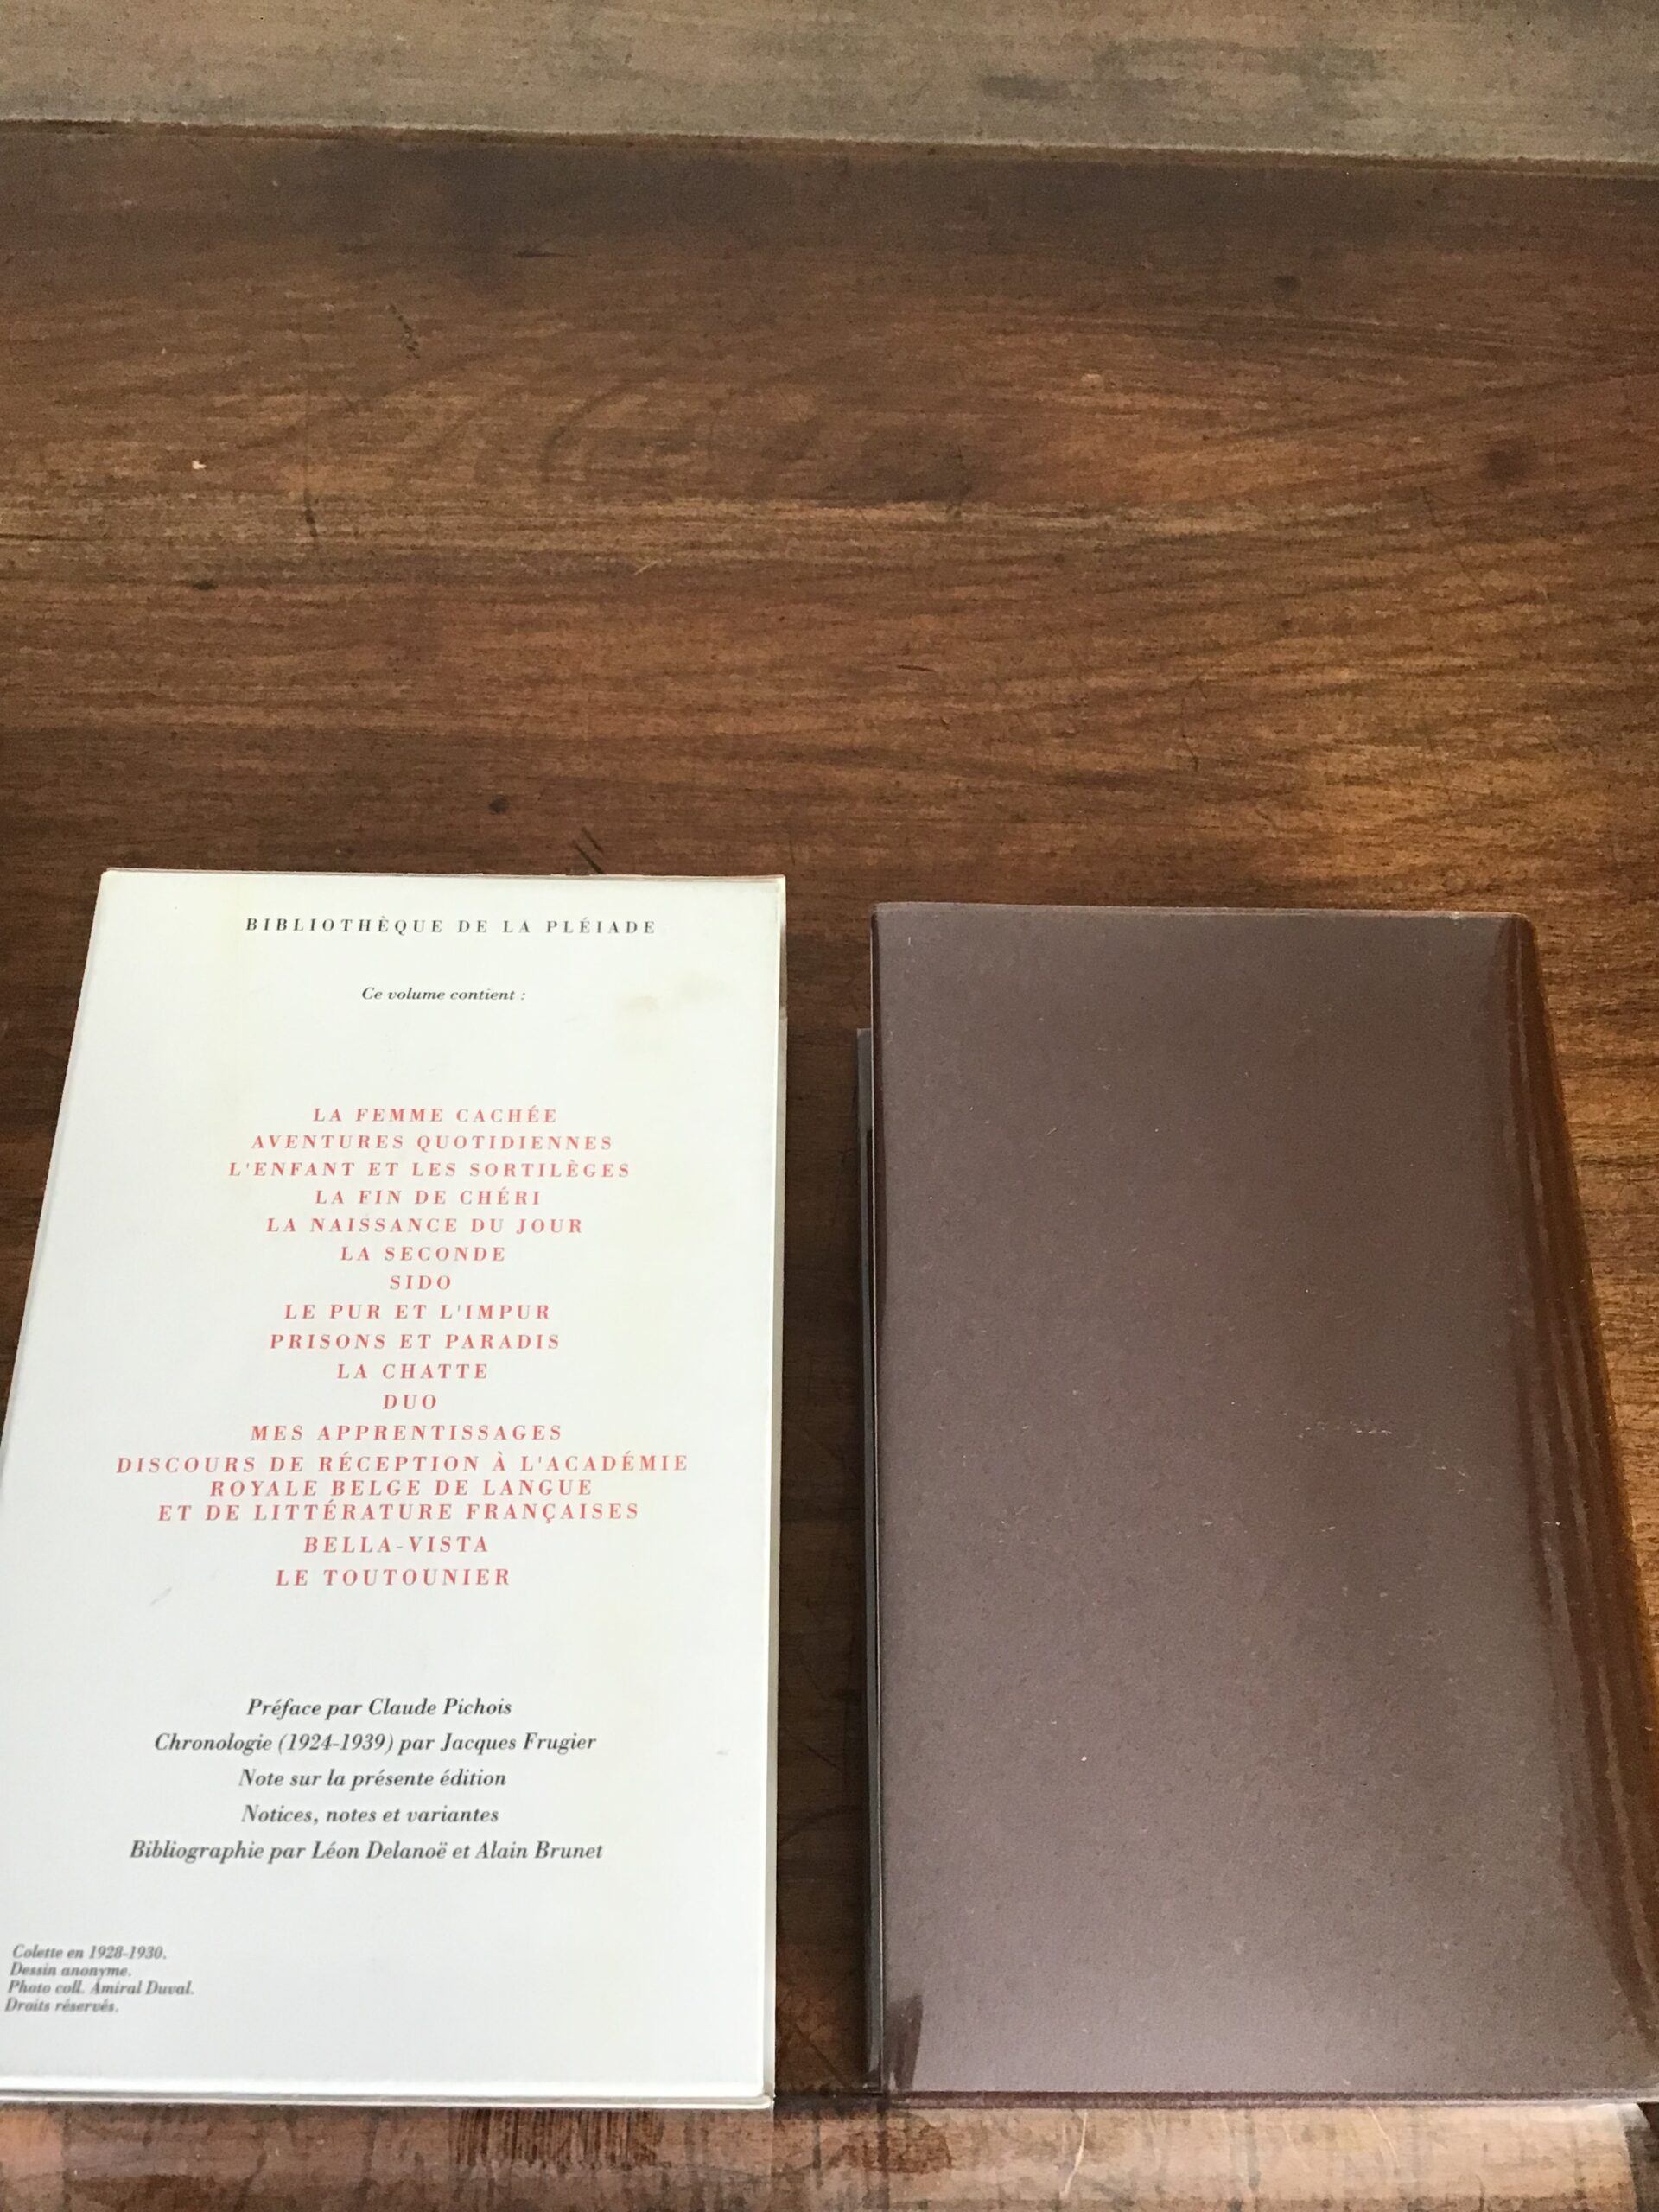 BIBLIOTHÈQUE DE LA PLÉIADE
Ce volume contient :
LA FEMME CACHÉE
AVENTURES QUOTIDIENNES
L'ENFANT ET LES SORTILÈGES
LA FIN DE CHÉRI
LA NAISSANCE DU JOUR
LA SECONDE
SIDO
LE PUR ET L'IMPUR
PRISONS ET PARADIS
LA CHATTE
DUO
MES APPRENTISSAGES
DISCOURS DE RÉCEPTION À L'ACADÉMIE
ROYALE BELGE DE LANGUE
ET DE LITTÉRATURE FRANÇAISES
BELLA-VISTA
LE TOUTOUNIER
Préface par Claude Pichois
Chronologie (1924-1939) par Jacques Frugier
Note sur la présente édition
Notices, notes et variantes
Bibliographie par Léon Delanoë et Alain Brunet
Colette en 1928-1930.
Dessin anonyme.
Photo coll. Amiral Duval.
Droits réservés.